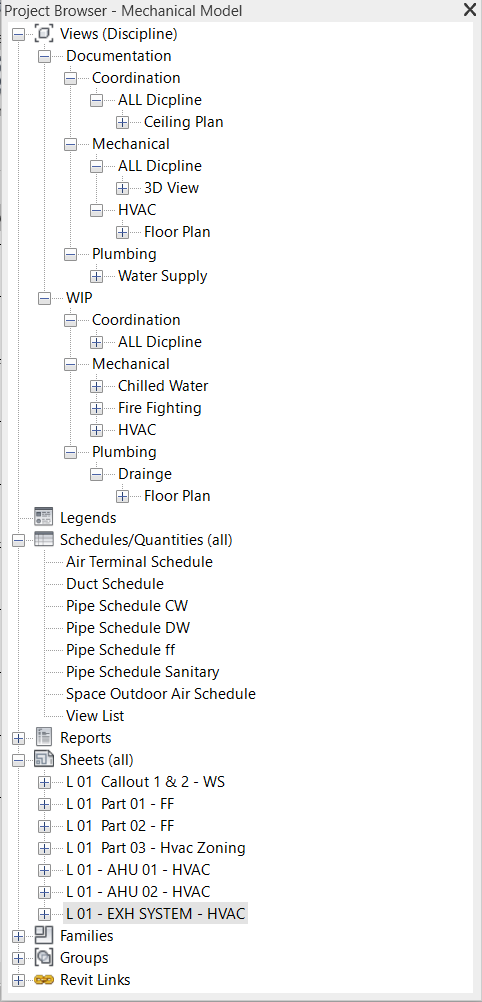 Project Browser - Mechanical Model
Views (Discipline)
Documentation
Coordination
ALL Dicpline
Ceiling Plan
Mechanical
ALL Dicpline
3D View
HVAC
Floor Plan
Plumbing
Water Supply
WIP
Coordination
ALL Dicpline
Mechanical
Chilled Water
Fire Fighting
HVAC
Plumbing
Drainge
Floor Plan
Legends
Schedules/Quantities (all)
Air Terminal Schedule
Duct Schedule
Pipe Schedule CW
Pipe Schedule DW
Pipe Schedule ff
Pipe Schedule Sanitary
Space Outdoor Air Schedule
View List
Reports
Sheets (all)
L 01  Callout 1 & 2 - WS
L 01  Part 01 - FF
L 01  Part 02 - FF
L 01  Part 03 - Hvac Zoning
L 01 - AHU 01 - HVAC
L 01 - AHU 02 - HVAC
L 01 - EXH SYSTEM - HVAC
Families
Groups
Revit Links